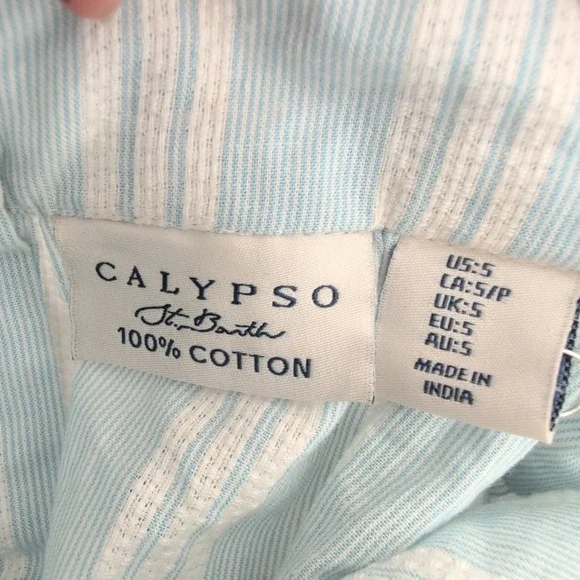 CALYPSO
St. Barth
100% COTTON
US:S
CA:S/P
UK:S
EU:S
AU:S
MADE IN
INDIA